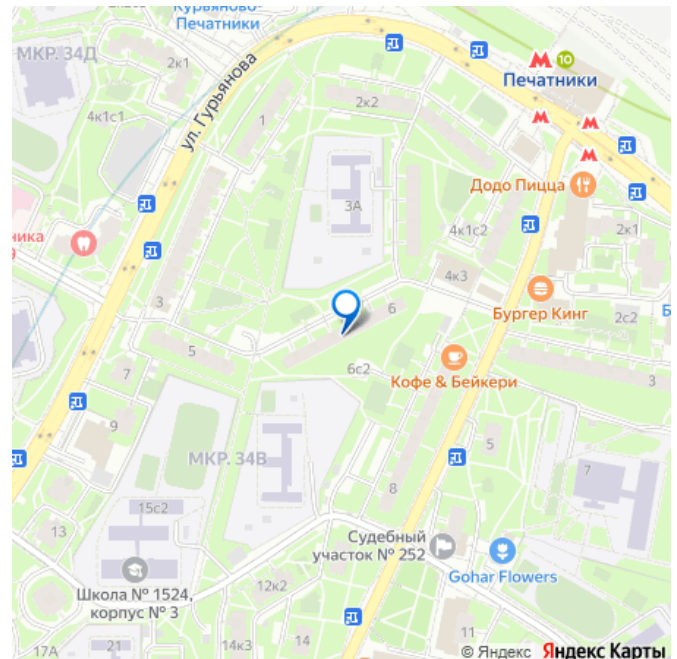 Курьяново-
Печатники
2к1
МКР. 34Д
10
Печатники
2к2
4к1с1
1
ул. Гурьянова
Додо Пицца
3А
4к1с2
2к1
ника
4к3
3
6
Бургер Кинг
2с2
5
7
6с2
Кофе & Бейкери
3
9
5
МКР. 34В
7
8
15с2
13
Судебный
участок № 252
Школа № 1524,
корпус № 3
Gohar Flowers
12к2
11
17А
21
14к3
© Яндекс Яндекс Карты